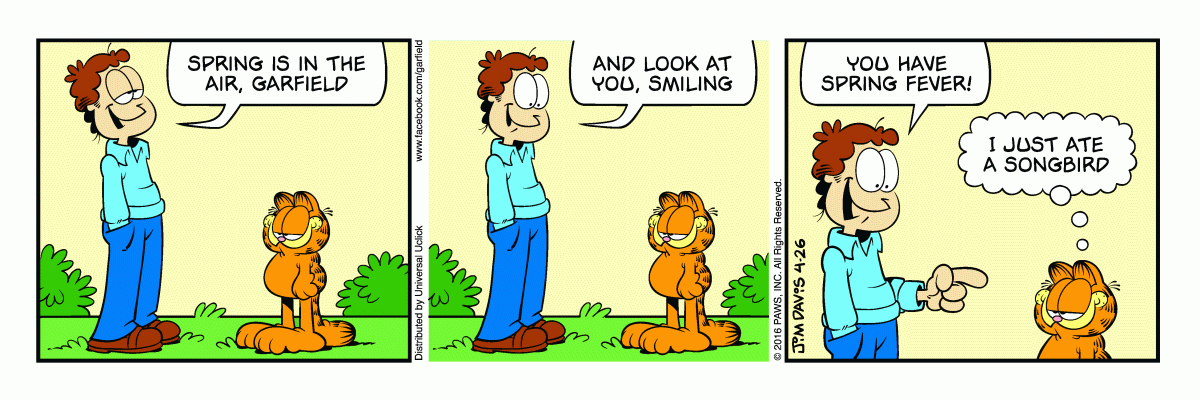 SPRING IS IN THE
AIR, GARFIELD
www.facebook.com/garfield
Distributed by Universal Uclick
AND LOOK AT
YOU, SMILING
© 2016 PAWS, INC. All Rights Reserved.
YOU HAVE
SPRING FEVER!
I JUST ATE
A SONGBIRD
JIM DAVIS 4-26